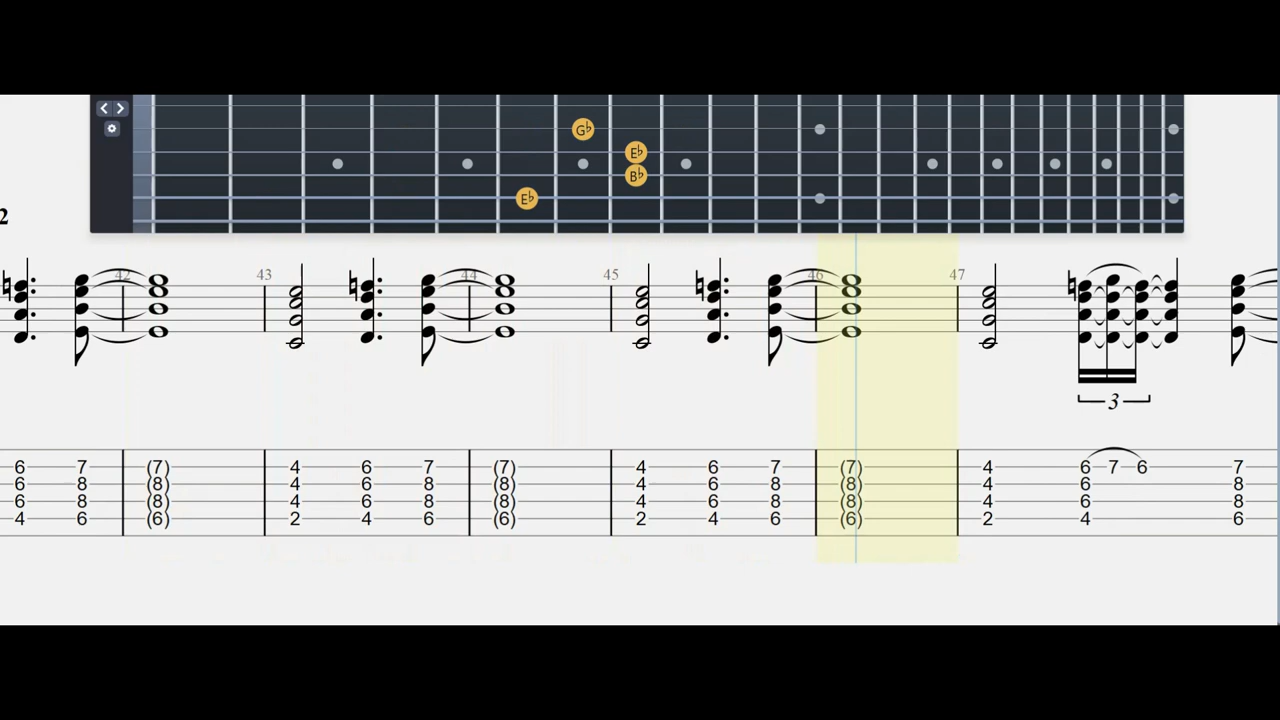 G♭
E♭
B♭
E♭
2
42 43 44 45 46 47
3
6 7 (7) 4 6 7 (7) 4 6 7 (7) 4 6 7 6 7
6 8 (8) 4 6 8 (8) 4 6 8 (8) 4 6 8
6 8 (8) 4 6 8 (8) 4 6 8 (8) 4 6 8
4 6 (6) 2 4 6 (6) 2 4 6 (6) 2 4 6